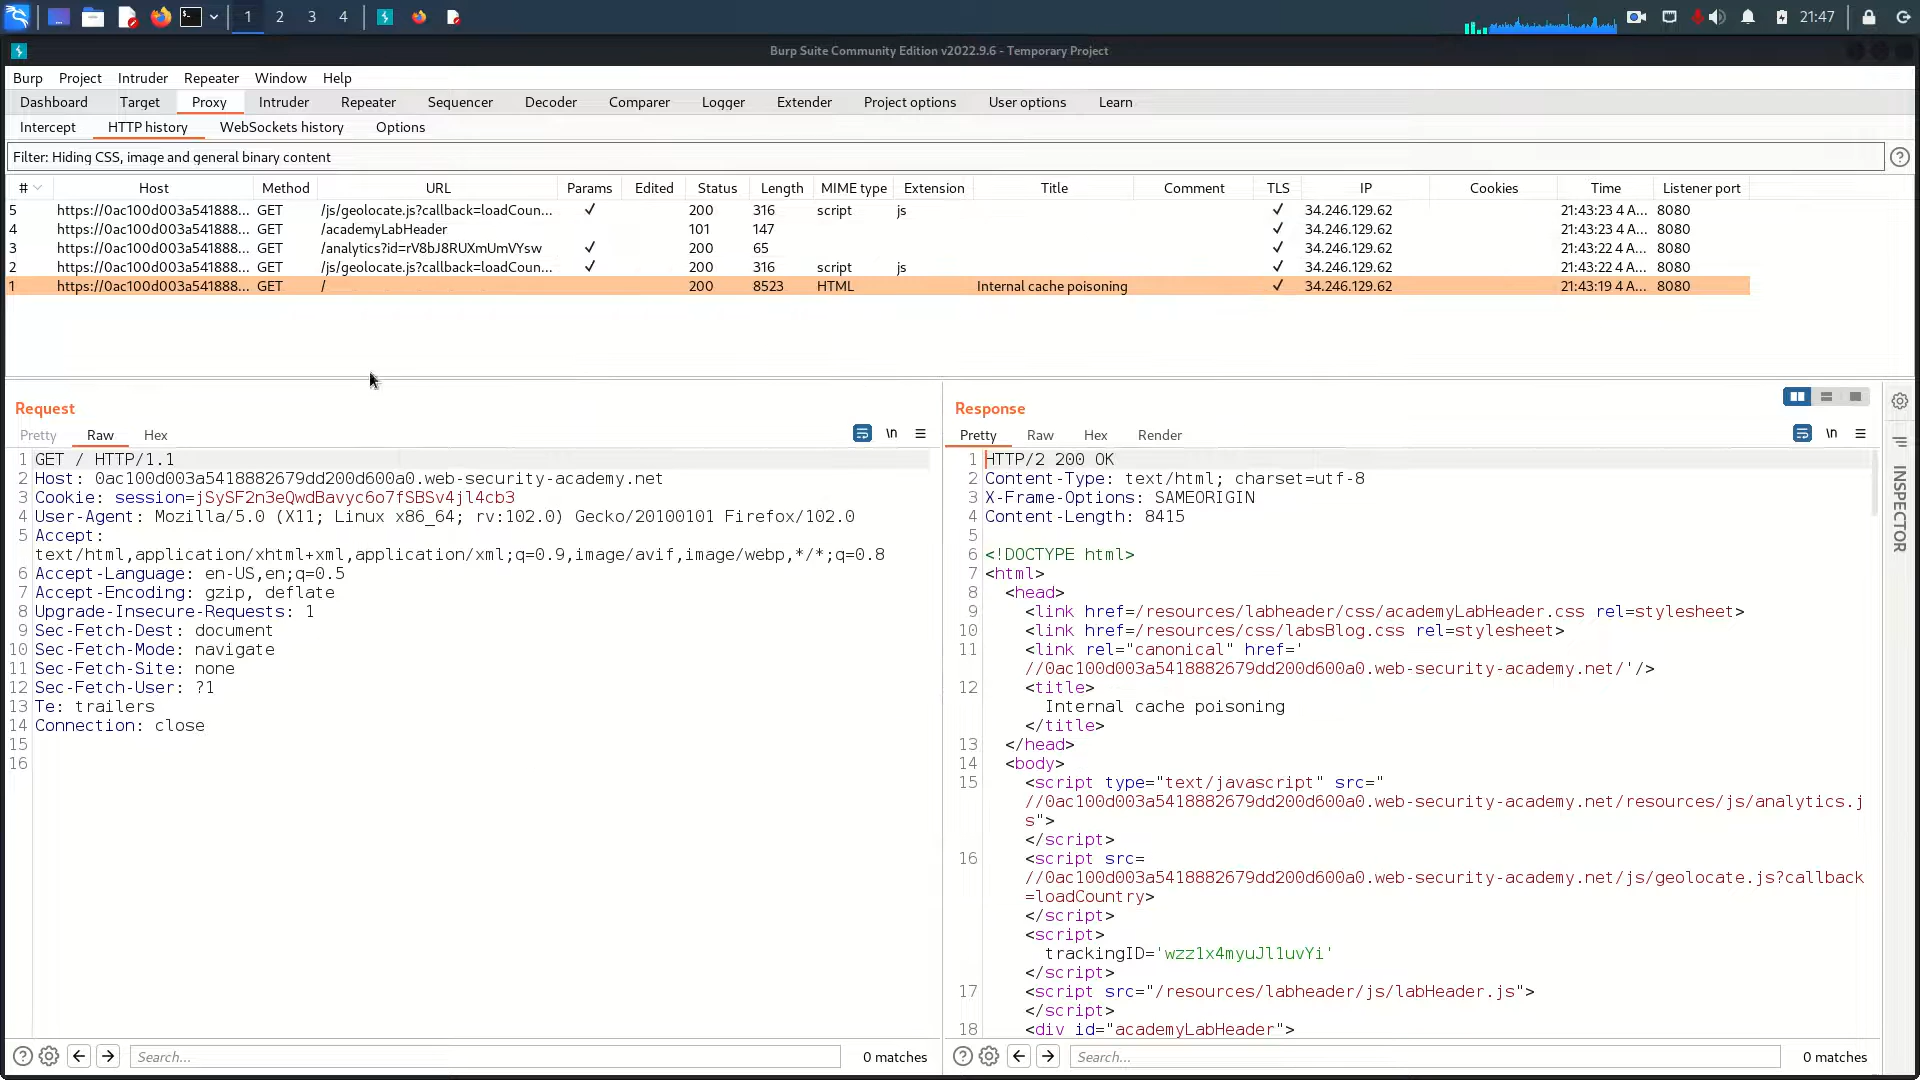 1 2 3 4 21:47
Burp Suite Community Edition v2022.9.6 - Temporary Project
Burp Project Intruder Repeater Window Help
Dashboard Target Proxy Intruder Repeater Sequencer Decoder Comparer Logger Extender Project options User options Learn
Intercept HTTP history WebSockets history Options
Filter: Hiding CSS, image and general binary content
# Host Method URL Params Edited Status Length MIME type Extension Title Comment TLS IP Cookies Time Listener port
5 https://0ac100d003a541888... GET /js/geolocate.js?callback=loadCoun... ✓ 200 316 script js ✓ 34.246.129.62 21:43:23 4 A... 8080
4 https://0ac100d003a541888... GET /academyLabHeader 101 147 ✓ 34.246.129.62 21:43:23 4 A... 8080
3 https://0ac100d003a541888... GET /analytics?id=rV8bJ8RUXmUmVYsw ✓ 200 65 ✓ 34.246.129.62 21:43:22 4 A... 8080
2 https://0ac100d003a541888... GET /js/geolocate.js?callback=loadCoun... ✓ 200 316 script js ✓ 34.246.129.62 21:43:22 4 A... 8080
1 https://0ac100d003a541888... GET / 200 8523 HTML Internal cache poisoning ✓ 34.246.129.62 21:43:19 4 A... 8080
Request
Pretty Raw Hex \n
1 GET / HTTP/1.1
2 Host: 0ac100d003a5418882679dd200d600a0.web-security-academy.net
3 Cookie: session=jSySF2n3eQwdBavyc6o7fSBSv4jl4cb3
4 User-Agent: Mozilla/5.0 (X11; Linux x86_64; rv:102.0) Gecko/20100101 Firefox/102.0
5 Accept:
text/html,application/xhtml+xml,application/xml;q=0.9,image/avif,image/webp,*/*;q=0.8
6 Accept-Language: en-US,en;q=0.5
7 Accept-Encoding: gzip, deflate
8 Upgrade-Insecure-Requests: 1
9 Sec-Fetch-Dest: document
10 Sec-Fetch-Mode: navigate
11 Sec-Fetch-Site: none
12 Sec-Fetch-User: ?1
13 Te: trailers
14 Connection: close
15
16
Search... 0 matches
Response
Pretty Raw Hex Render \n
1 HTTP/2 200 OK
2 Content-Type: text/html; charset=utf-8
3 X-Frame-Options: SAMEORIGIN
4 Content-Length: 8415
5
6 <!DOCTYPE html>
7 <html>
8 <head>
9 <link href=/resources/labheader/css/academyLabHeader.css rel=stylesheet>
10 <link href=/resources/css/labsBlog.css rel=stylesheet>
11 <link rel="canonical" href='
//0ac100d003a5418882679dd200d600a0.web-security-academy.net/'/>
12 <title>
Internal cache poisoning
</title>
13 </head>
14 <body>
15 <script type="text/javascript" src="
//0ac100d003a5418882679dd200d600a0.web-security-academy.net/resources/js/analytics.j
s">
</script>
16 <script src=
//0ac100d003a5418882679dd200d600a0.web-security-academy.net/js/geolocate.js?callback
=loadCountry>
</script>
<script>
trackingID='wzz1x4myuJl1uvYi'
</script>
17 <script src="/resources/labheader/js/labHeader.js">
</script>
18 <div id="academyLabHeader">
Search... 0 matches
INSPECTOR